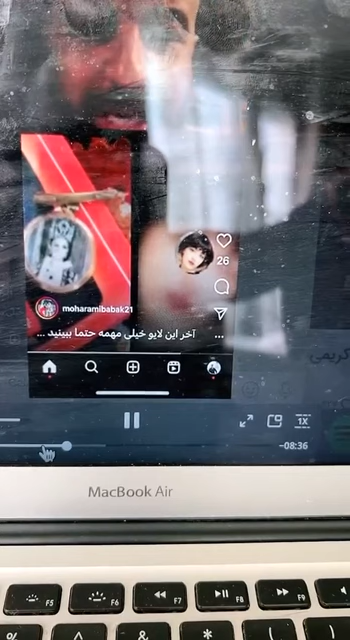 26
moharamibabak21
آخر این لایو خیلی مهمه حتما ببینید ...
...
کریمی
1X
−08:36
MacBook Air
F5
F6
F7
F8
F9
%
^
&
*
(
)